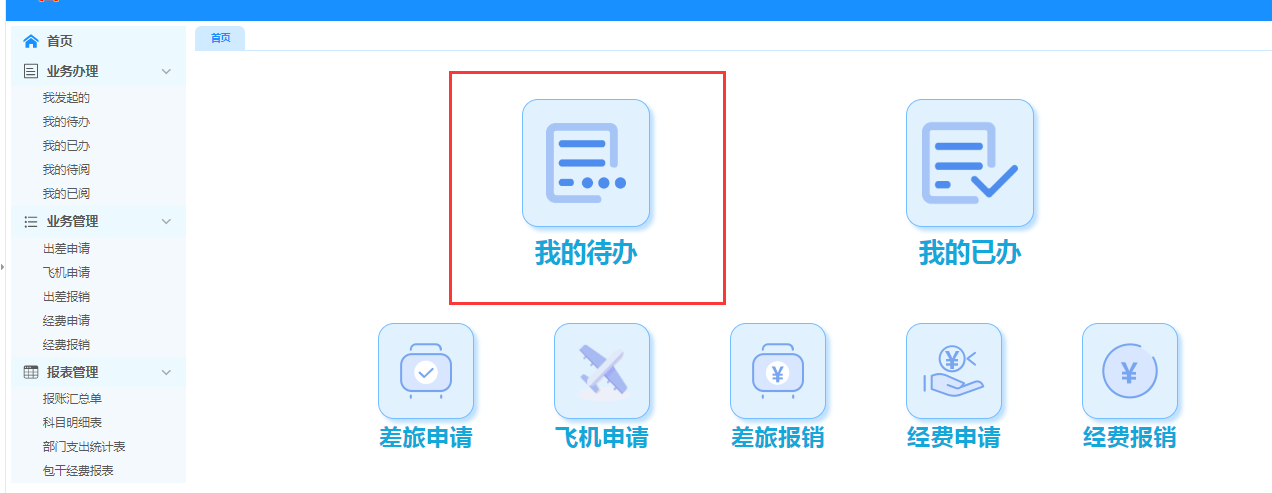 首页
业务办理
我发起的
我的待办
我的已办
我的待阅
我的已阅
业务管理
出差申请
飞机申请
出差报销
经费申请
经费报销
报表管理
报账汇总单
科目明细表
部门支出统计表
包干经费报表
首页
我的待办
我的已办
差旅申请
飞机申请
差旅报销
经费申请
经费报销